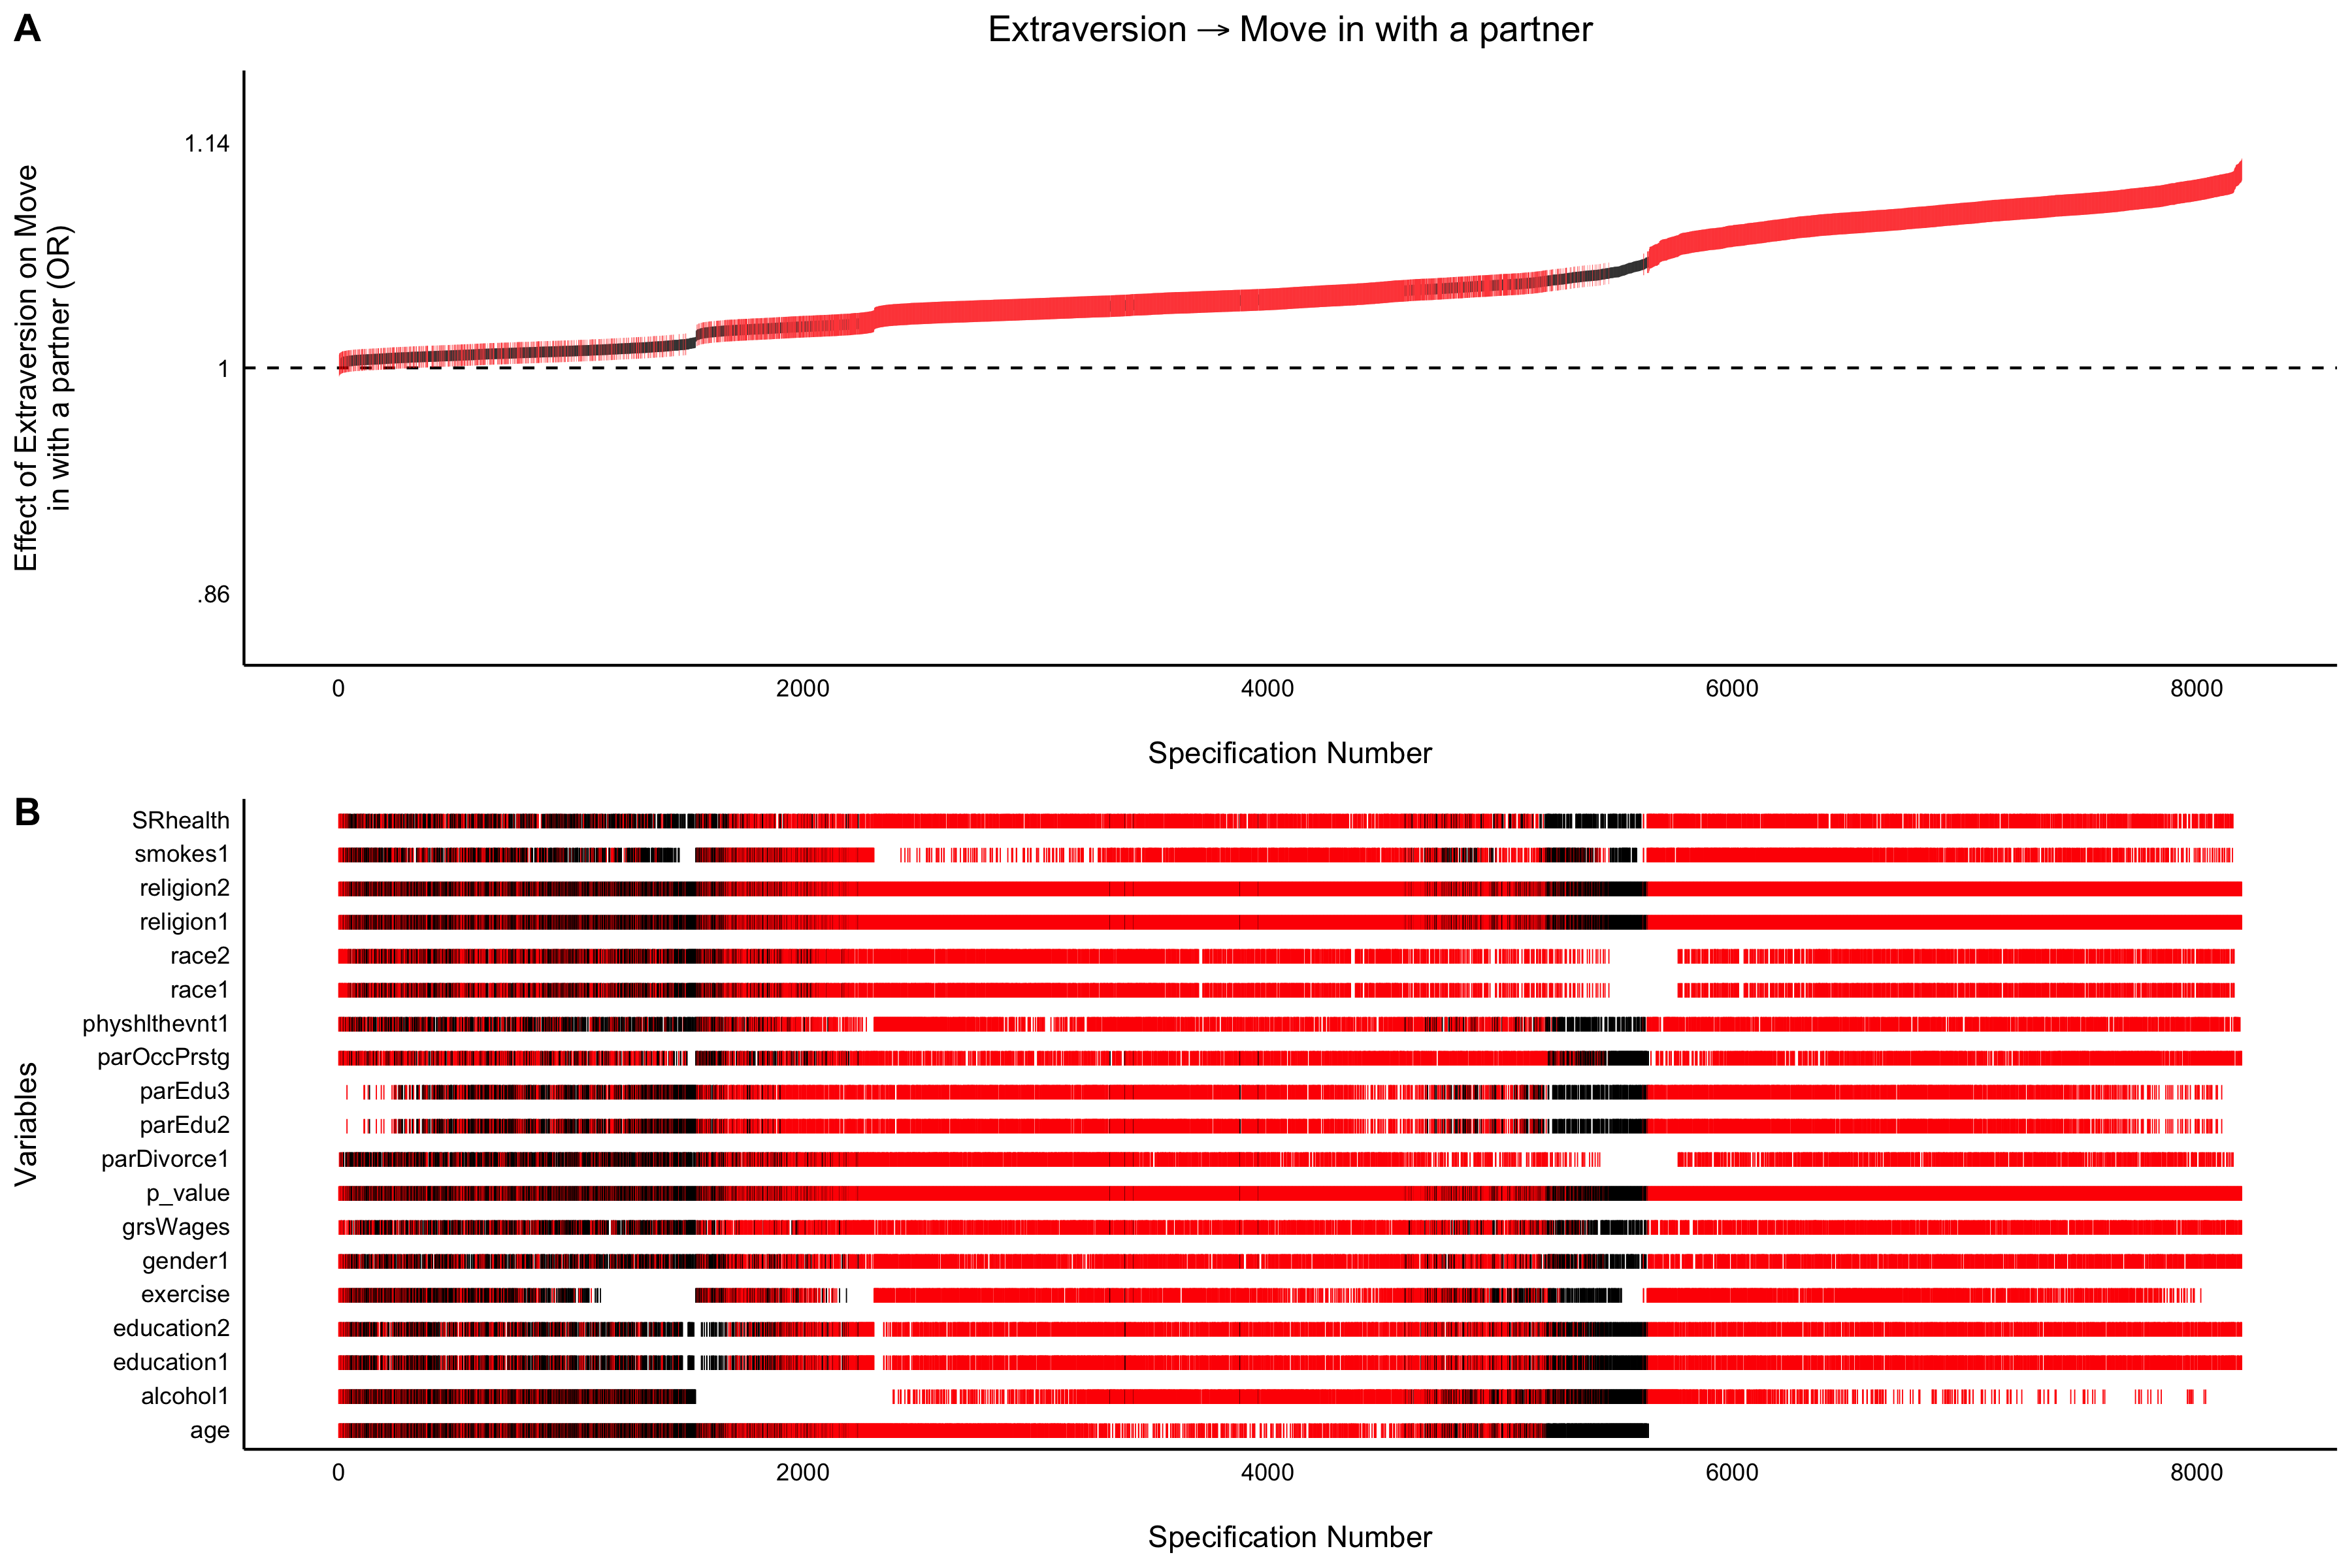 A
Extraversion → Move in with a partner
Effect of Extraversion on Move
in with a partner (OR)
1.14
1
.86
0 2000 4000 6000 8000
Specification Number
B
Variables
SRhealth
smokes1
religion2
religion1
race2
race1
physhlthevnt1
parOccPrstg
parEdu3
parEdu2
parDivorce1
p_value
grsWages
gender1
exercise
education2
education1
alcohol1
age
0 2000 4000 6000 8000
Specification Number